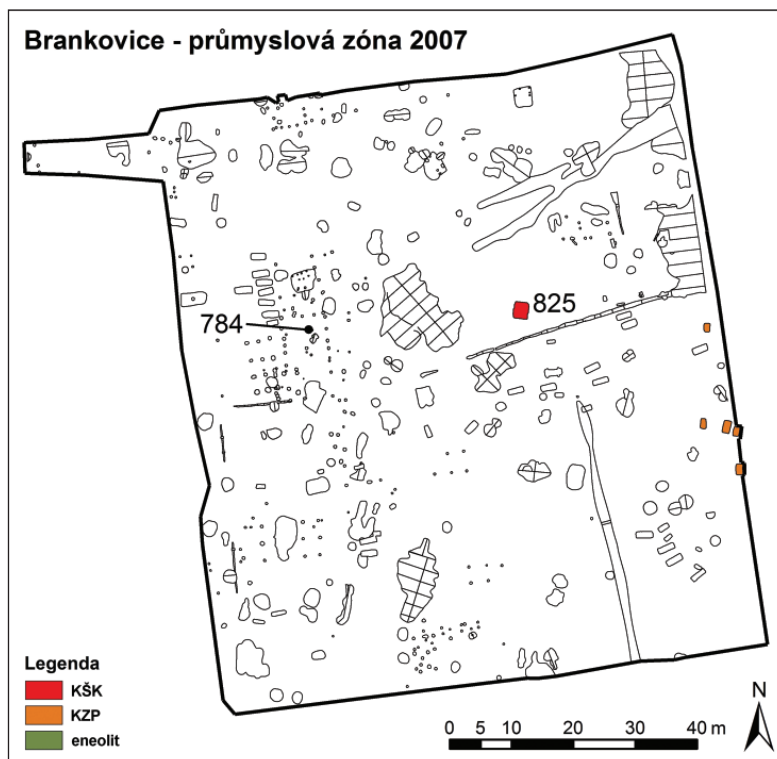 Brankovice - průmyslová zóna 2007
825
784
Legenda
KŠK
KZP
eneolit
N
0 5 10 20 30 40 m